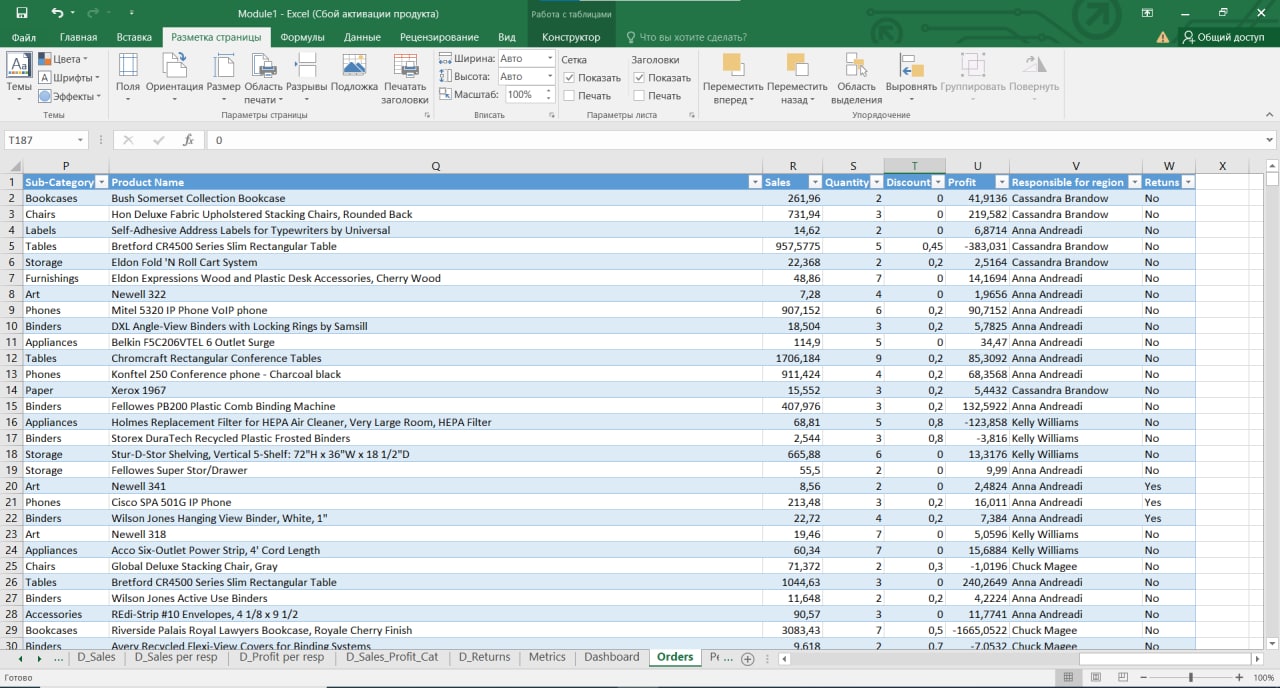 Module1 - Excel (Сбой активации продукта)
Работа с таблицами
Файл Главная Вставка Разметка страницы Формулы Данные Рецензирование Вид Конструктор Что вы хотите сделать? Общий доступ
Темы
Цвета
Шрифты
Эффекты
Темы
Поля
Ориентация
Размер
Область печати
Разрывы
Подложка
Печатать заголовки
Параметры страницы
Ширина: Авто
Высота: Авто
Масштаб: 100%
Вписать
Сетка
Показать
Печать
Заголовки
Показать
Печать
Параметры листа
Переместить вперед
Переместить назад
Область выделения
Выровнять
Группировать
Повернуть
Упорядочение
T187 fx 0
P Q R S T U V W X
1 Sub-Category Product Name Sales Quantity Discount Profit Responsible for region Retuns
2 Bookcases Bush Somerset Collection Bookcase 261,96 2 0 41,9136 Cassandra Brandow No
3 Chairs Hon Deluxe Fabric Upholstered Stacking Chairs, Rounded Back 731,94 3 0 219,582 Cassandra Brandow No
4 Labels Self-Adhesive Address Labels for Typewriters by Universal 14,62 2 0 6,8714 Anna Andreadi No
5 Tables Bretford CR4500 Series Slim Rectangular Table 957,5775 5 0,45 -383,031 Cassandra Brandow No
6 Storage Eldon Fold 'N Roll Cart System 22,368 2 0,2 2,5164 Cassandra Brandow No
7 Furnishings Eldon Expressions Wood and Plastic Desk Accessories, Cherry Wood 48,86 7 0 14,1694 Anna Andreadi No
8 Art Newell 322 7,28 4 0 1,9656 Anna Andreadi No
9 Phones Mitel 5320 IP Phone VoIP phone 907,152 6 0,2 90,7152 Anna Andreadi No
10 Binders DXL Angle-View Binders with Locking Rings by Samsill 18,504 3 0,2 5,7825 Anna Andreadi No
11 Appliances Belkin F5C206VTEL 6 Outlet Surge 114,9 5 0 34,47 Anna Andreadi No
12 Tables Chromcraft Rectangular Conference Tables 1706,184 9 0,2 85,3092 Anna Andreadi No
13 Phones Konftel 250 Conference phone - Charcoal black 911,424 4 0,2 68,3568 Anna Andreadi No
14 Paper Xerox 1967 15,552 3 0,2 5,4432 Cassandra Brandow No
15 Binders Fellowes PB200 Plastic Comb Binding Machine 407,976 3 0,2 132,5922 Anna Andreadi No
16 Appliances Holmes Replacement Filter for HEPA Air Cleaner, Very Large Room, HEPA Filter 68,81 5 0,8 -123,858 Kelly Williams No
17 Binders Storex DuraTech Recycled Plastic Frosted Binders 2,544 3 0,8 -3,816 Kelly Williams No
18 Storage Stur-D-Stor Shelving, Vertical 5-Shelf: 72"H x 36"W x 18 1/2"D 665,88 6 0 13,3176 Kelly Williams No
19 Storage Fellowes Super Stor/Drawer 55,5 2 0 9,99 Anna Andreadi No
20 Art Newell 341 8,56 2 0 2,4824 Anna Andreadi Yes
21 Phones Cisco SPA 501G IP Phone 213,48 3 0,2 16,011 Anna Andreadi Yes
22 Binders Wilson Jones Hanging View Binder, White, 1" 22,72 4 0,2 7,384 Anna Andreadi Yes
23 Art Newell 318 19,46 7 0 5,0596 Kelly Williams No
24 Appliances Acco Six-Outlet Power Strip, 4' Cord Length 60,34 7 0 15,6884 Kelly Williams No
25 Chairs Global Deluxe Stacking Chair, Gray 71,372 2 0,3 -1,0196 Chuck Magee No
26 Tables Bretford CR4500 Series Slim Rectangular Table 1044,63 3 0 240,2649 Anna Andreadi No
27 Binders Wilson Jones Active Use Binders 11,648 2 0,2 4,2224 Anna Andreadi No
28 Accessories REdi-Strip #10 Envelopes, 4 1/8 x 9 1/2 90,57 3 0 11,7741 Anna Andreadi No
29 Bookcases Riverside Palais Royal Lawyers Bookcase, Royale Cherry Finish 3083,43 7 0,5 -1665,0522 Chuck Magee No
30 Binders Avery Recycled Flexi-View Covers for Binding Systems 9,618 2 0,7 -7,0532 Chuck Magee No
... D_Sales D_Sales per resp D_Profit per resp D_Sales_Profit_Cat D_Returns Metrics Dashboard Orders Pe ...
Готово 100%